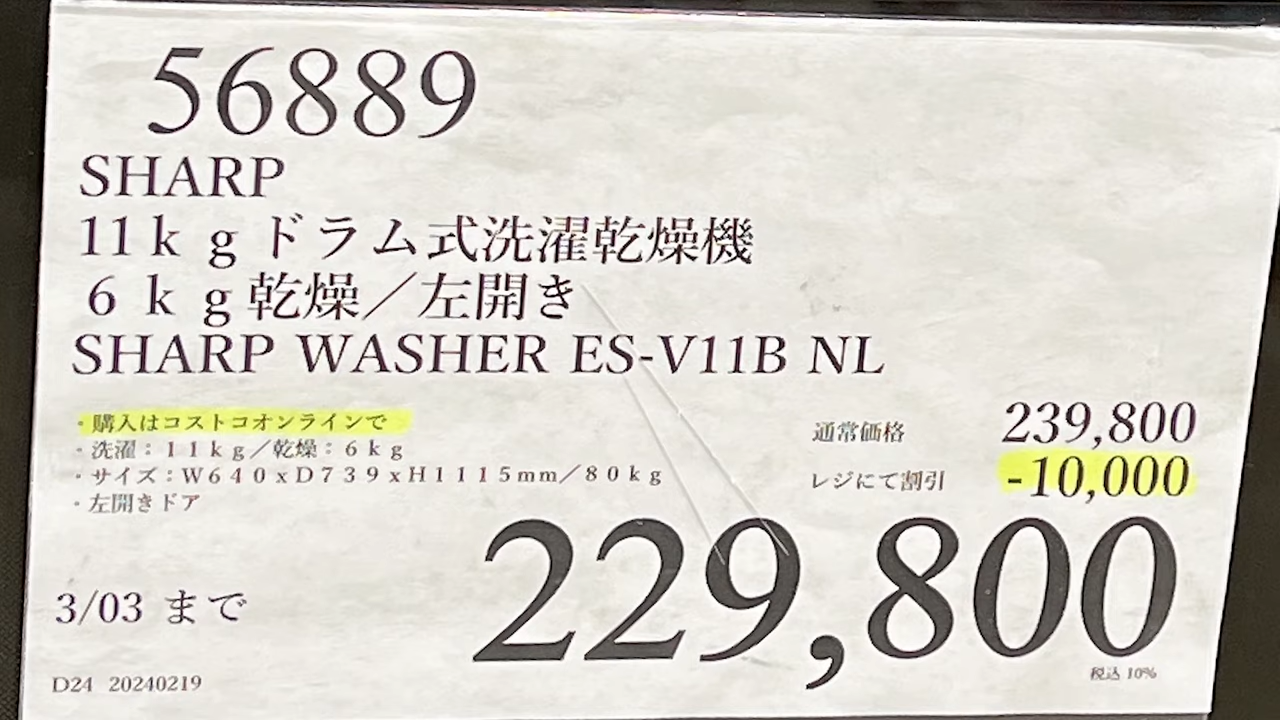 56889
SHARP
11ｋｇドラム式洗濯乾燥機
６ｋｇ乾燥／左開き
SHARP WASHER ES-V11B NL
・購入はコストコオンラインで
・洗濯：１１ｋｇ／乾燥：６ｋｇ
・サイズ：Ｗ６４０ｘＤ７３９ｘＨ１１１５mm／８０ｋｇ
・左開きドア
通常価格 239,800
レジにて割引 -10,000
229,800
税込 10%
3/03 まで
D24 20240219